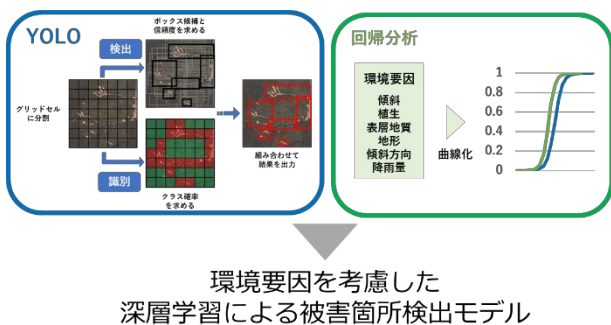 YOLO
検出
ボックス候補と
信頼度を求める
グリッドセル
に分割
組み合わせて
結果を出力
識別
クラス確率
を求める
回帰分析
環境要因
傾斜
植生
表層地質
地形
傾斜方向
降雨量
曲線化
1
0.8
0.6
0.4
0.2
0
環境要因を考慮した
深層学習による被害箇所検出モデル